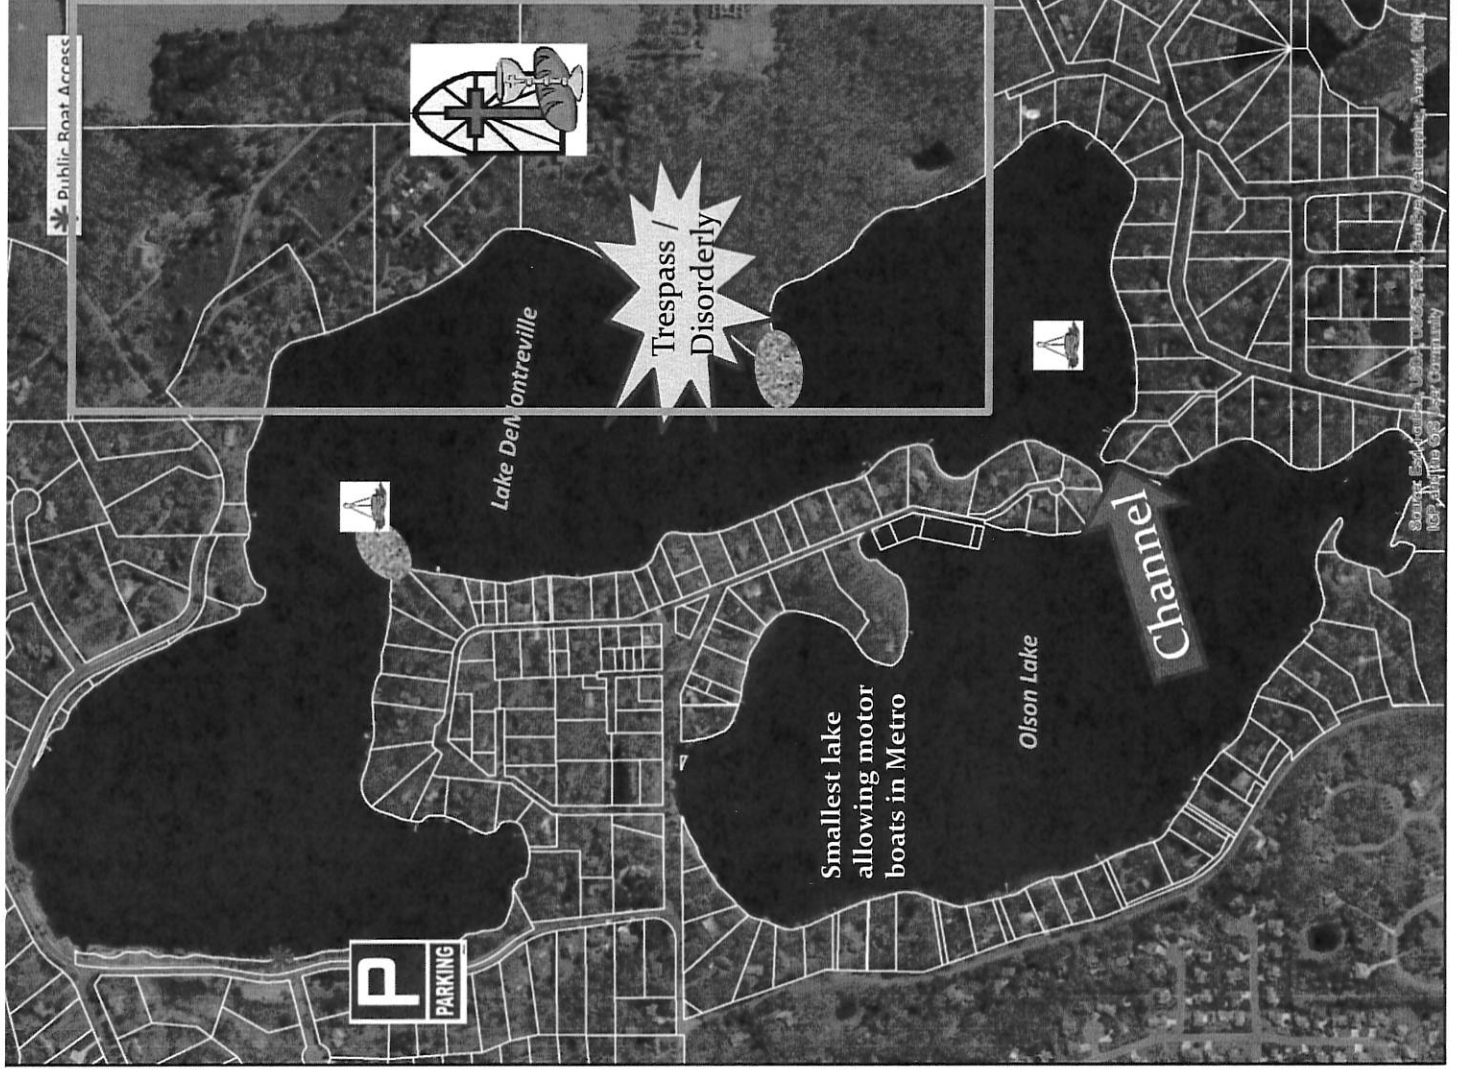 Public Boat Access
Trespass /
Disorderly
Lake DeMontreville
Channel
Olson Lake
Smallest lake
allowing motor
boats in Metro
P
PARKING